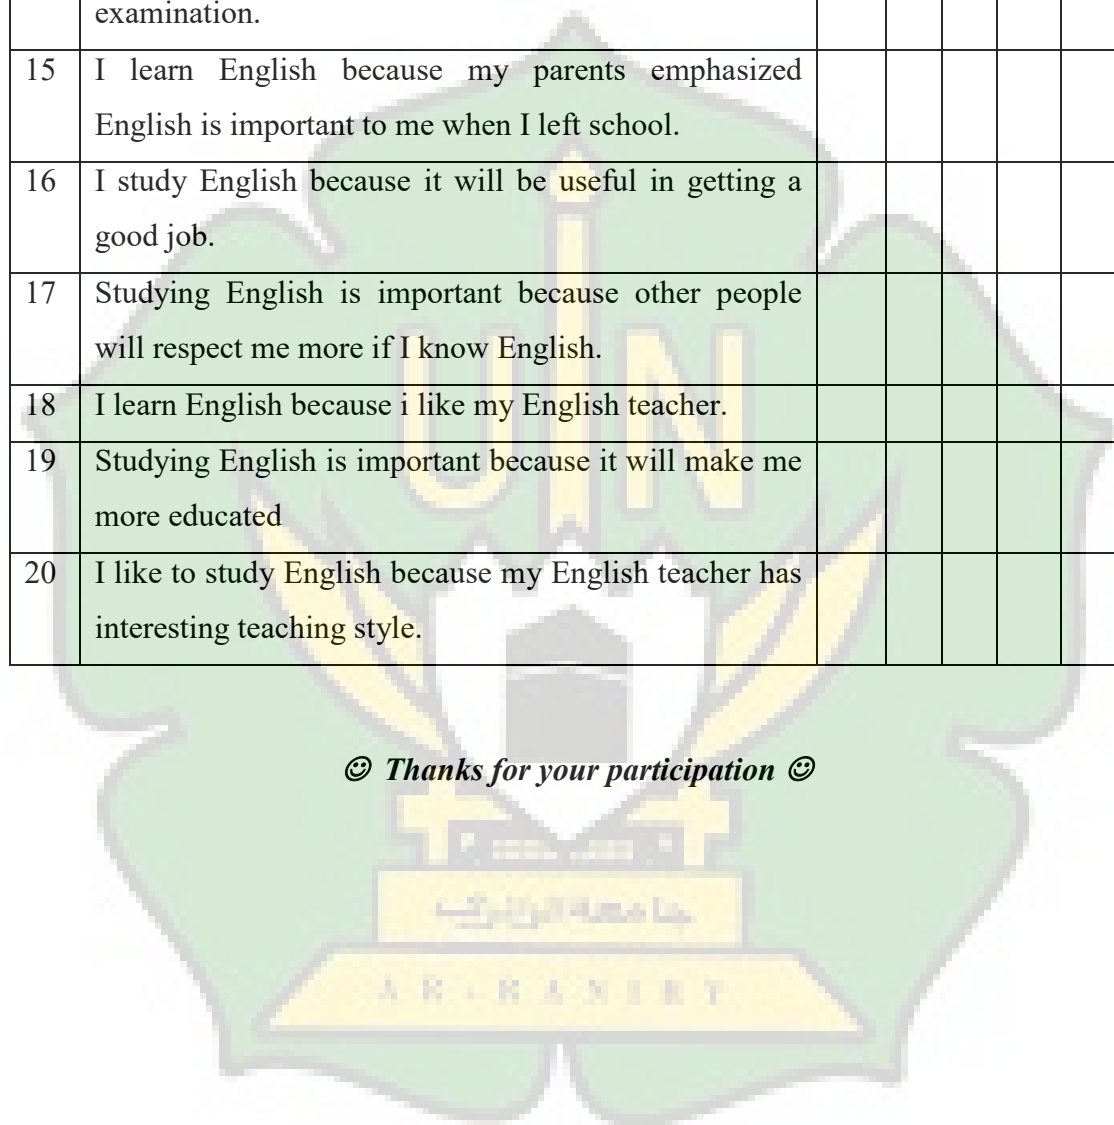 examination.
15 I learn English because my parents emphasized
English is important to me when I left school.
16 I study English because it will be useful in getting a
good job.
17 Studying English is important because other people
will respect me more if I know English.
18 I learn English because i like my English teacher.
19 Studying English is important because it will make me
more educated
20 I like to study English because my English teacher has
interesting teaching style.
UIN
☺ Thanks for your participation ☺
جامعة الرانيري
AR-RANIRY